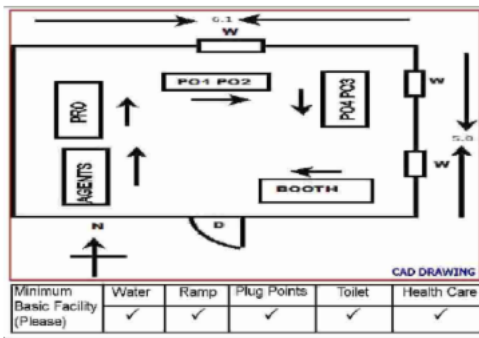 6.1
W
PO1 PO2
PRO
PO4 PO3
W
5.0
AGENTS
W
BOOTH
N
D
CAD DRAWING
Minimum Basic Facility (Please) Water Ramp Plug Points Toilet Health Care
✓ ✓ ✓ ✓ ✓